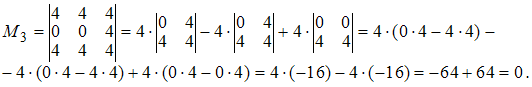 M₃ = |4 4 4; 0 0 4; 4 4 4| = 4·|0 4; 4 4| − 4·|0 4; 4 4| + 4·|0 0; 4 4| = 4·(0·4−4·4)−
−4·(0·4−4·4)+4·(0·4−0·4)=4·(−16)−4·(−16)=−64+64=0.